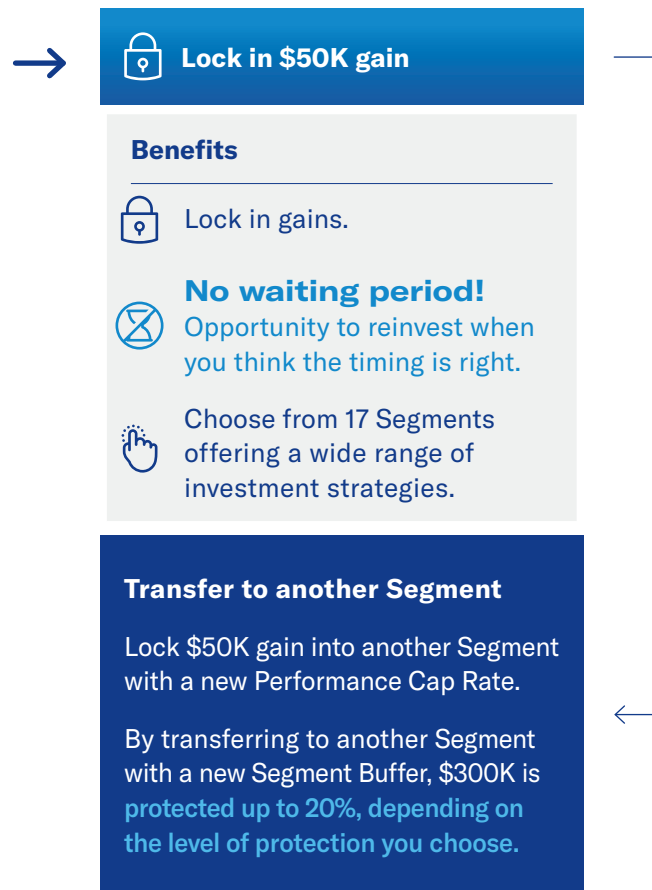 Lock in $50K gain
Benefits
Lock in gains.
No waiting period!
Opportunity to reinvest when
you think the timing is right.
Choose from 17 Segments
offering a wide range of
investment strategies.
Transfer to another Segment
Lock $50K gain into another Segment
with a new Performance Cap Rate.
By transferring to another Segment
with a new Segment Buffer, $300K is
protected up to 20%, depending on
the level of protection you choose.